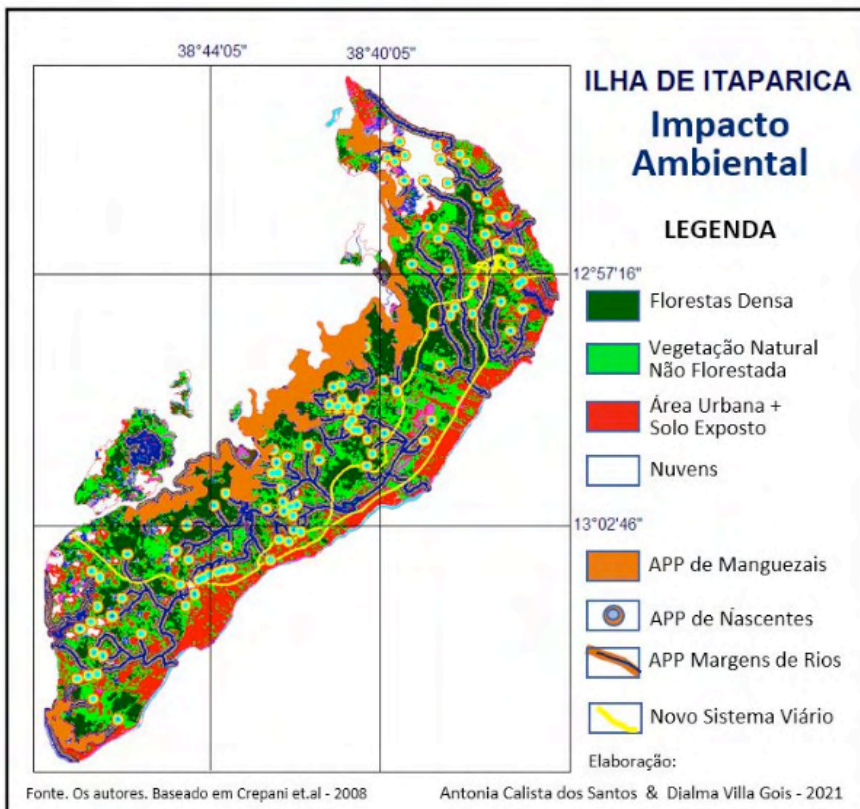 38°44'05"
38°40'05"
ILHA DE ITAPARICA
Impacto
Ambiental
LEGENDA
12°57'16"
Florestas Densa
Vegetação Natural
Não Florestada
Área Urbana +
Solo Exposto
Nuvens
13°02'46"
APP de Manguezais
APP de Nascentes
APP Margens de Rios
Novo Sistema Viário
Elaboração:
Fonte. Os autores. Baseado em Crepani et.al - 2008
Antonia Calista dos Santos & Djalma Villa Gois - 2021